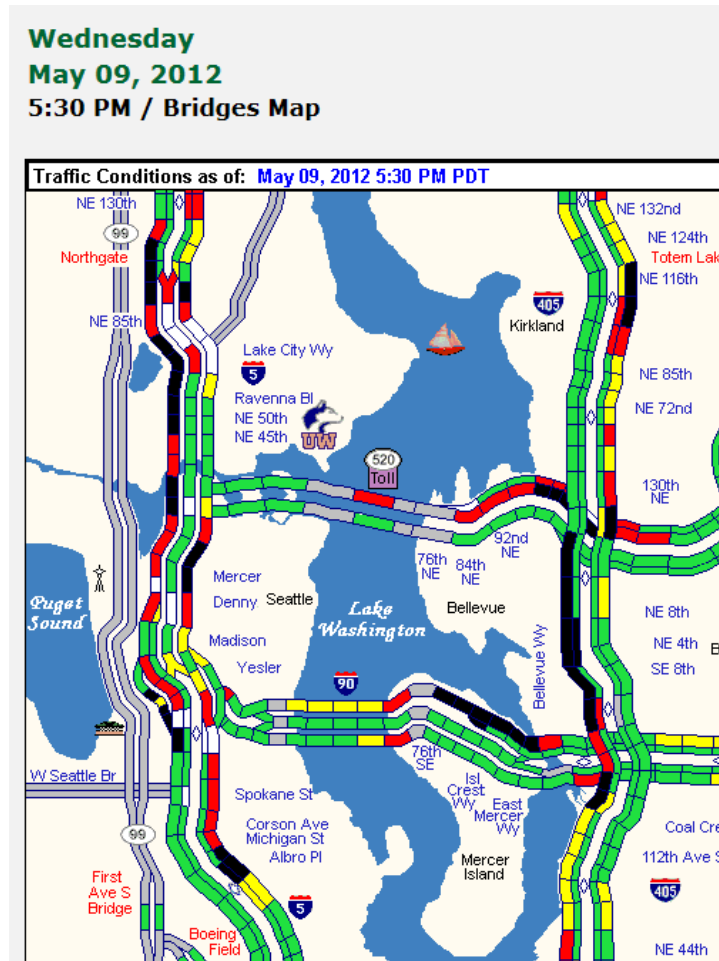 Wednesday
May 09, 2012
5:30 PM / Bridges Map
Traffic Conditions as of: May 09, 2012 5:30 PM PDT
NE 130th
99
Northgate
NE 85th
NE 132nd
NE 124th
Totem Lak
NE 116th
405
Kirkland
Lake City Wy
5
Ravenna Bl
NE 50th
NE 45th
UW
NE 85th
NE 72nd
520
Toll
130th
NE
92nd
NE
76th
NE
84th
NE
Mercer
Denny
Seattle
Madison
Yesler
Puget
Sound
Lake
Washington
Bellevue
Bellevue Wy
NE 8th
NE 4th
SE 8th
B
90
76th
SE
W Seattle Br
Isl
Crest
Wy
East
Mercer
Wy
Spokane St
Corson Ave
Michigan St
Albro Pl
99
Mercer
Island
Coal Cre
112th Ave S
405
First
Ave S
Bridge
5
Boeing
Field
NE 44th